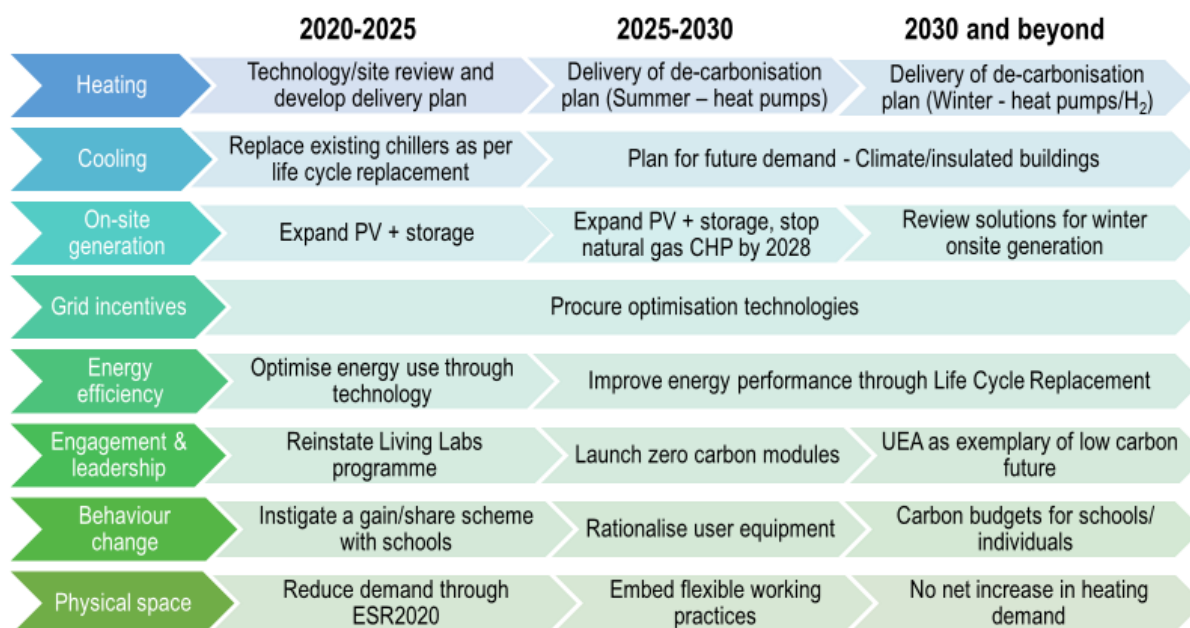 2020-2025
2025-2030
2030 and beyond
Heating
Technology/site review and
develop delivery plan
Delivery of de-carbonisation
plan (Summer – heat pumps)
Delivery of de-carbonisation
plan (Winter - heat pumps/H₂)
Cooling
Replace existing chillers as per
life cycle replacement
Plan for future demand - Climate/insulated buildings
On-site
generation
Expand PV + storage
Expand PV + storage, stop
natural gas CHP by 2028
Review solutions for winter
onsite generation
Grid incentives
Procure optimisation technologies
Energy
efficiency
Optimise energy use through
technology
Improve energy performance through Life Cycle Replacement
Engagement &
leadership
Reinstate Living Labs
programme
Launch zero carbon modules
UEA as exemplary of low carbon
future
Behaviour
change
Instigate a gain/share scheme
with schools
Rationalise user equipment
Carbon budgets for schools/
individuals
Physical space
Reduce demand through
ESR2020
Embed flexible working
practices
No net increase in heating
demand